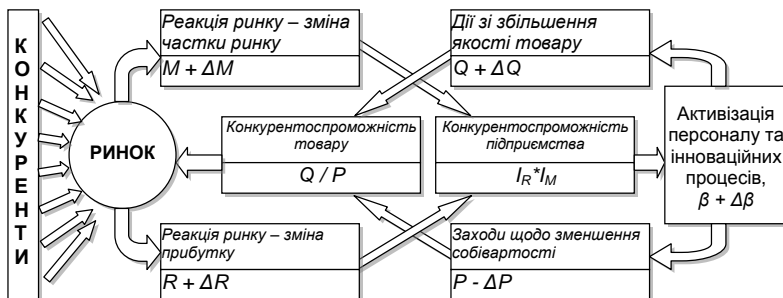 КОНКУРЕНТИ
РИНОК
Реакція ринку – зміна
частки ринку
M + ΔM
Дії зі збільшення
якості товару
Q + ΔQ
Конкурентоспроможність
товару
Q / P
Конкурентоспроможність
підприємства
I_R*I_M
Активізація
персоналу та
інноваційних
процесів,
β + Δβ
Реакція ринку – зміна
прибутку
R + ΔR
Заходи щодо зменшення
собівартості
P - ΔP